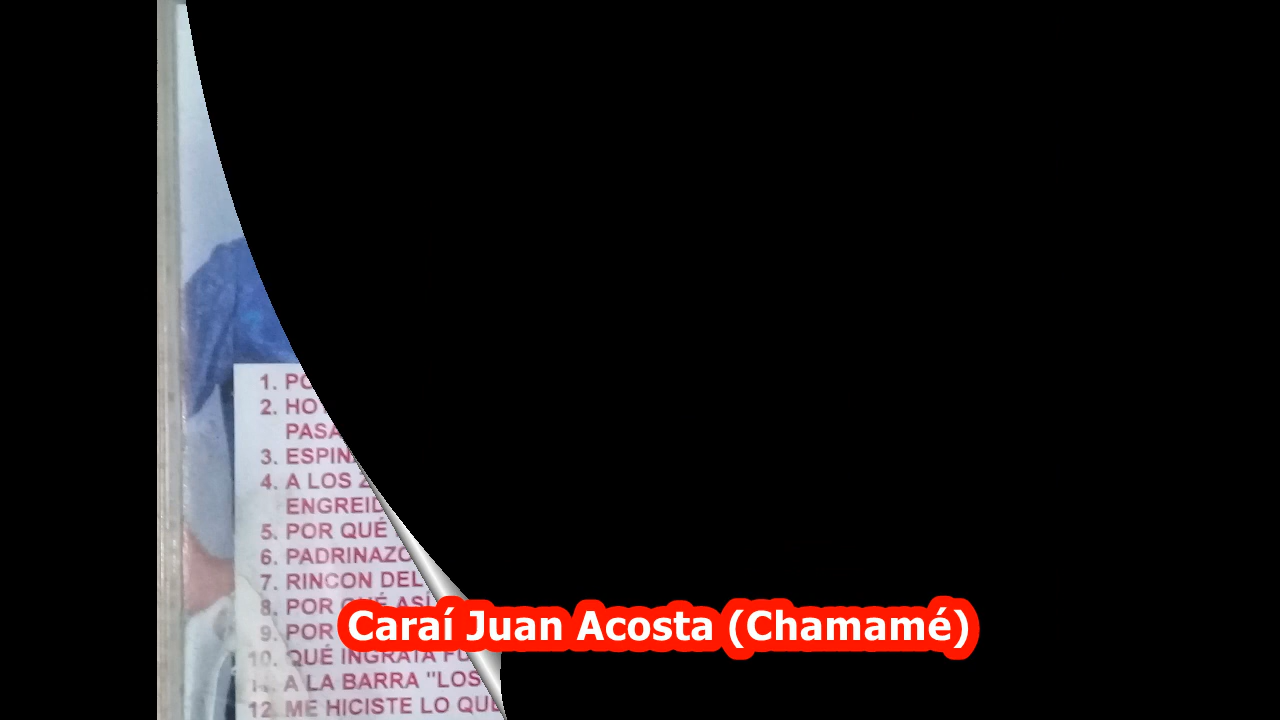 1. PO
2. HO
PASA
3. ESPIN
4. A LOS
ENGREID
5. POR QUÉ
6. PADRINAZO
7. RINCON DEL
8. POR QUÉ ASÍ
9. POR
10. QUÉ INGRATA FU
11. A LA BARRA "LOS
12. ME HICISTE LO QUE
Caraí Juan Acosta (Chamamé)